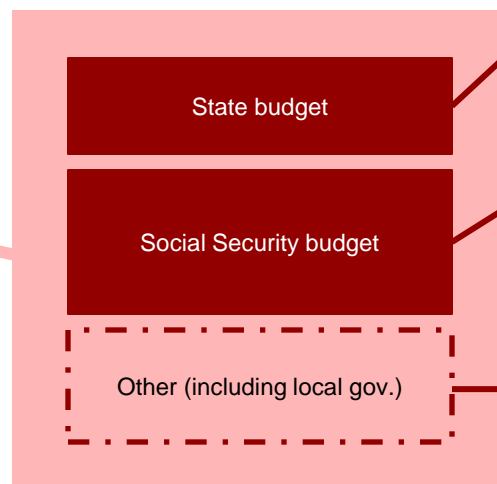 State budget
Social Security budget
Other (including local gov.)